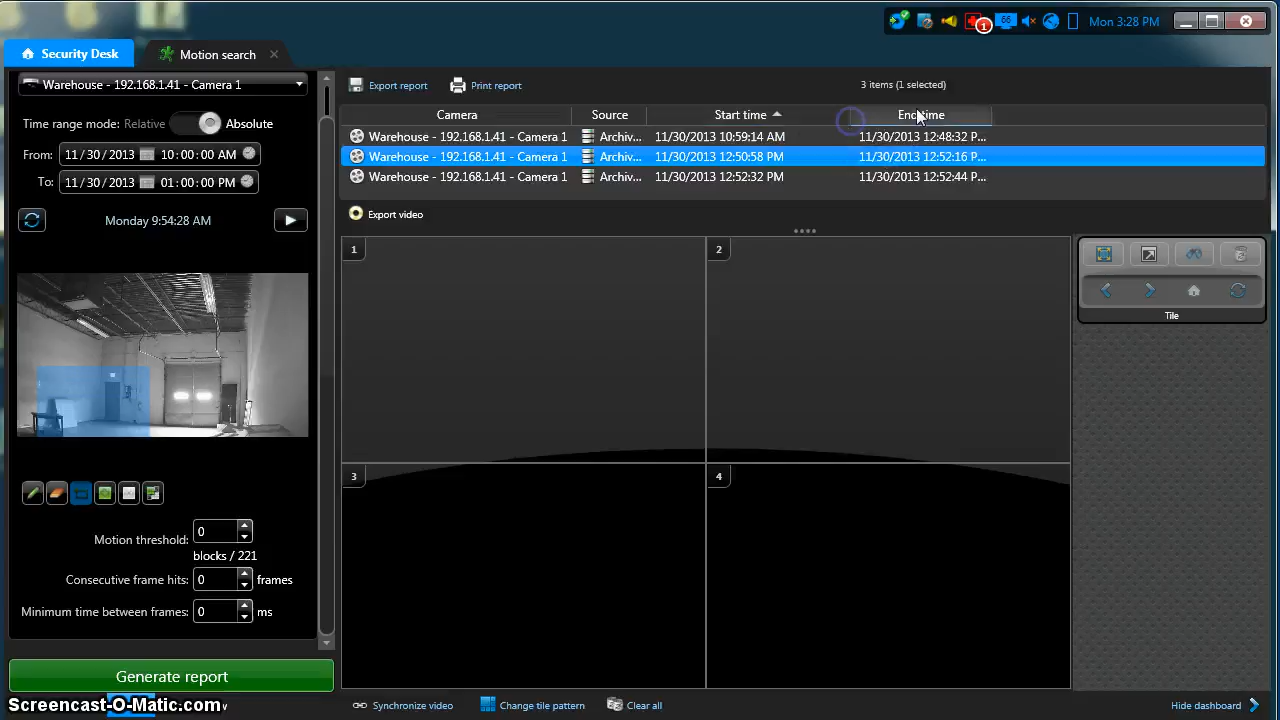 66
1
Mon 3:28 PM
Security Desk
Motion search
Warehouse - 192.168.1.41 - Camera 1
Export report
Print report
3 items (1 selected)
Camera
Source
Start time
End time
Time range mode: Relative Absolute
Warehouse - 192.168.1.41 - Camera 1 Archiv... 11/30/2013 10:59:14 AM 11/30/2013 12:48:32 P...
From: 11/30/2013 10:00:00 AM
Warehouse - 192.168.1.41 - Camera 1 Archiv... 11/30/2013 12:50:58 PM 11/30/2013 12:52:16 P...
To: 11/30/2013 01:00:00 PM
Warehouse - 192.168.1.41 - Camera 1 Archiv... 11/30/2013 12:52:32 PM 11/30/2013 12:52:44 P...
Monday 9:54:28 AM
Export video
1
2
3
4
Tile
Motion threshold: 0
blocks / 221
Consecutive frame hits: 0 frames
Minimum time between frames: 0 ms
Generate report
Screencast-O-Matic.com
Synchronize video
Change tile pattern
Clear all
Hide dashboard